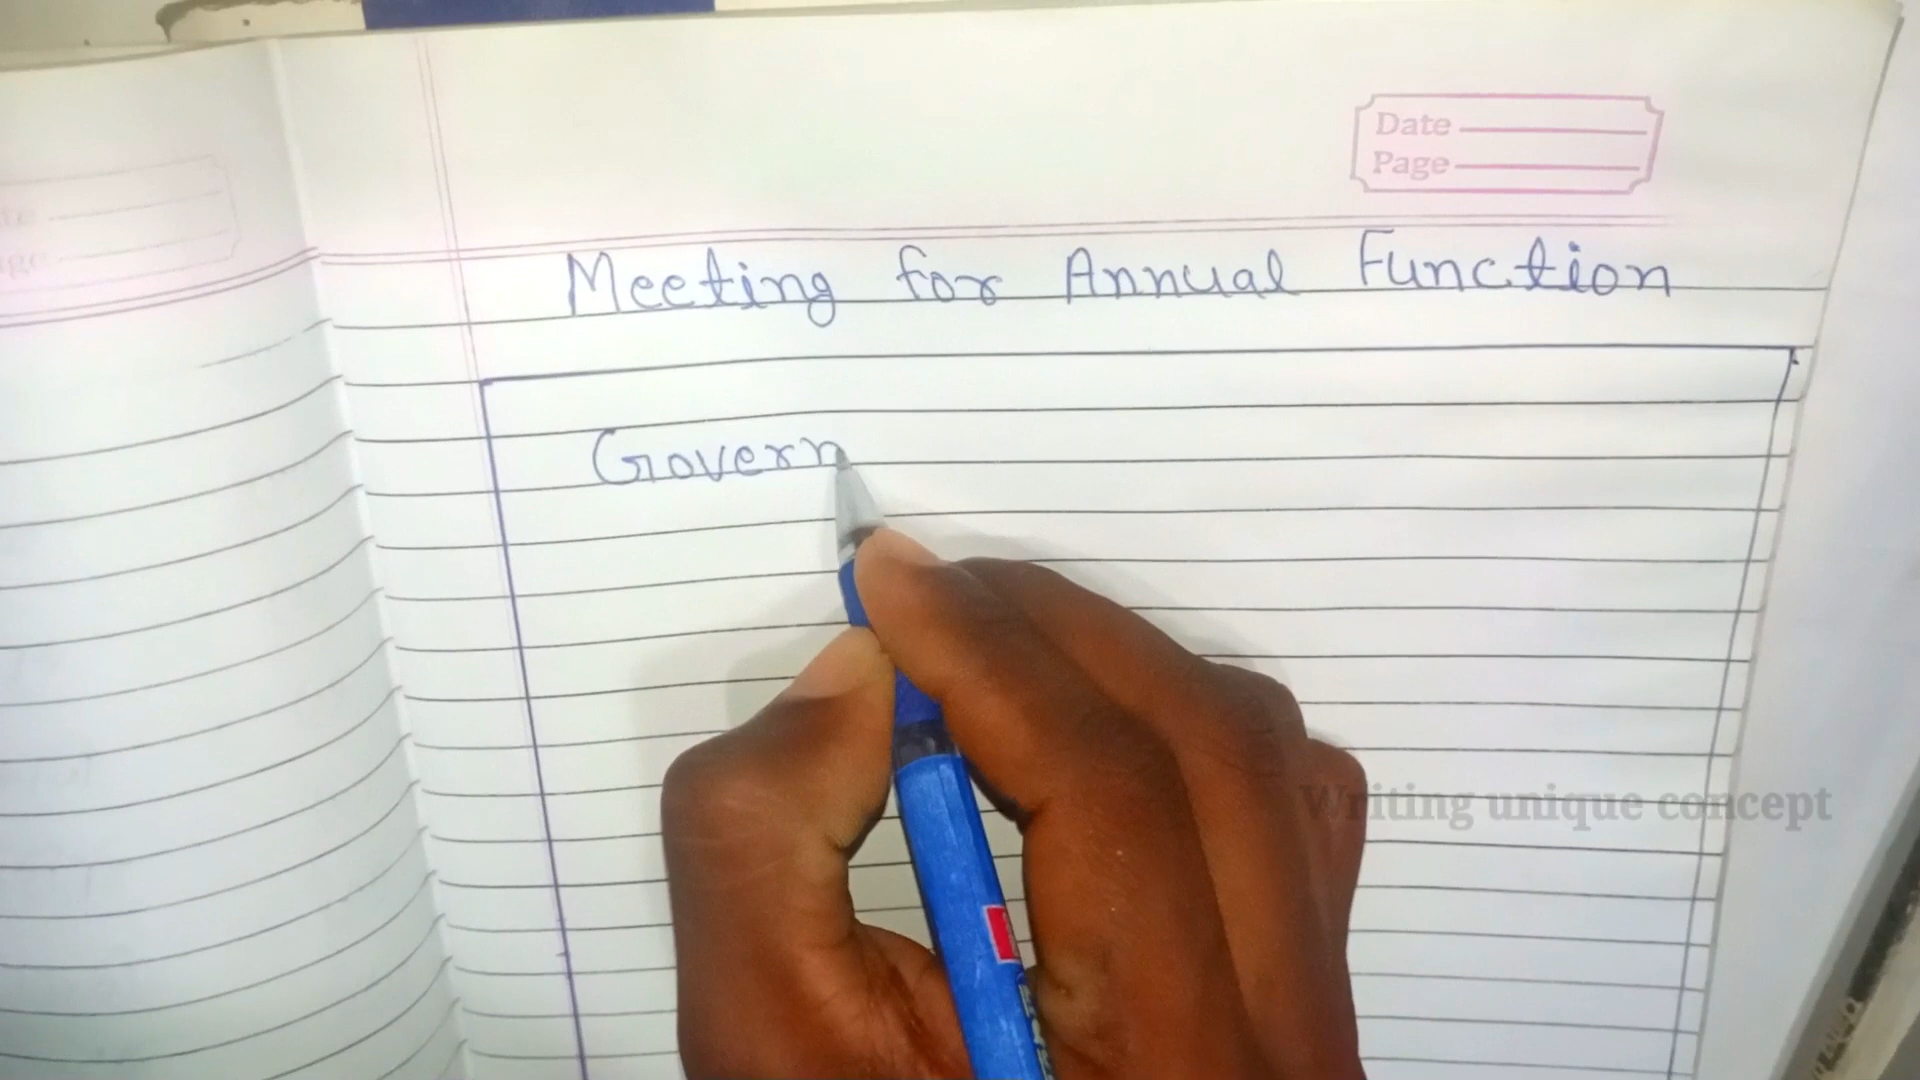 Date
Page
Meeting for Annual Function
Govern
Writing unique concept